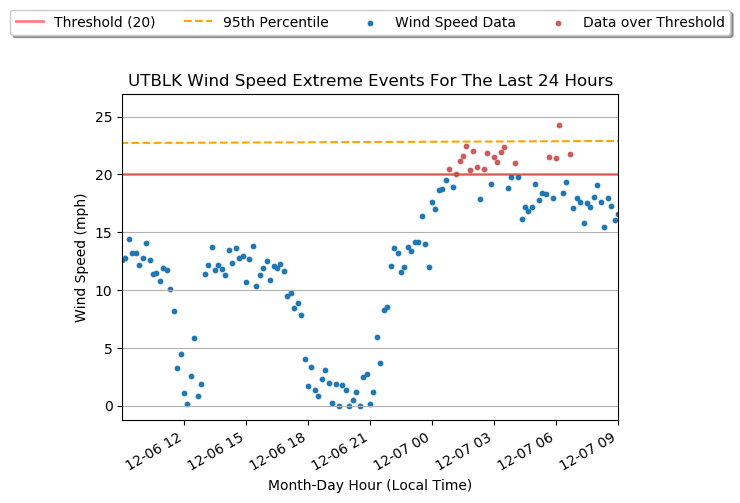 Threshold (20) 95th Percentile Wind Speed Data Data over Threshold
UTBLK Wind Speed Extreme Events For The Last 24 Hours
25
20
15
10
5
0
Wind Speed (mph)
12-06 12 12-06 15 12-06 18 12-06 21 12-07 00 12-07 03 12-07 06 12-07 09
Month-Day Hour (Local Time)